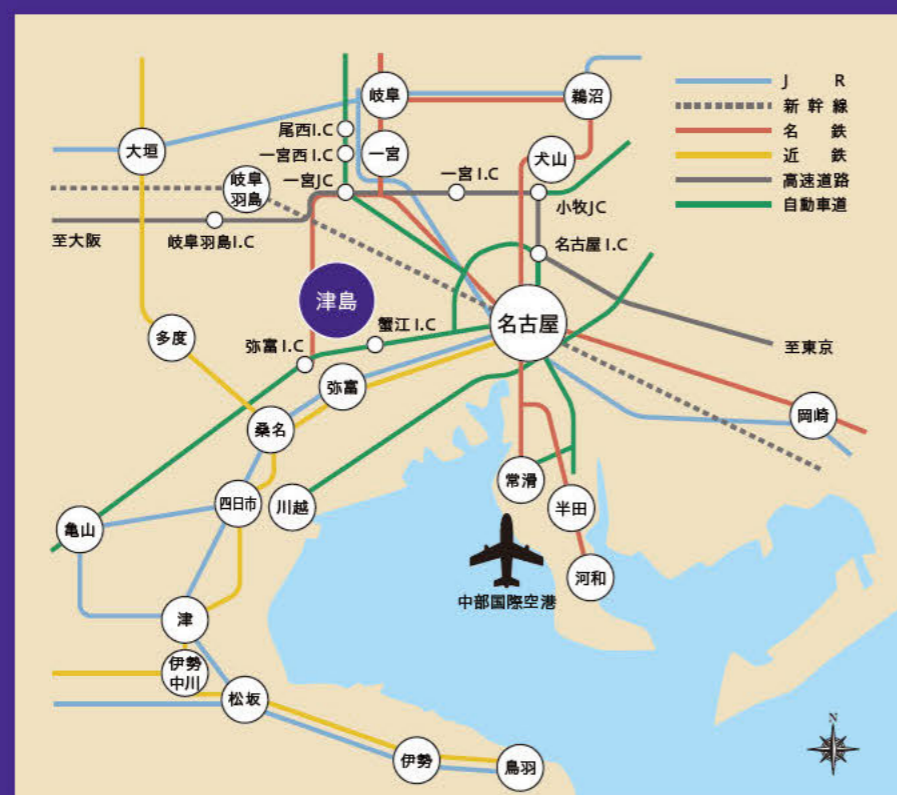 J R
新幹線
名鉄
近鉄
高速道路
自動車道
岐阜
鵜沼
尾西I.C
大垣
一宮西I.C
一宮
犬山
岐阜
羽島
一宮JC
一宮I.C
小牧JC
至大阪
岐阜羽島I.C
名古屋I.C
津島
名古屋
多度
弥富I.C
蟹江I.C
至東京
弥富
岡崎
桑名
四日市
川越
常滑
半田
亀山
中部国際空港
河和
津
伊勢
中川
松坂
伊勢
鳥羽
N